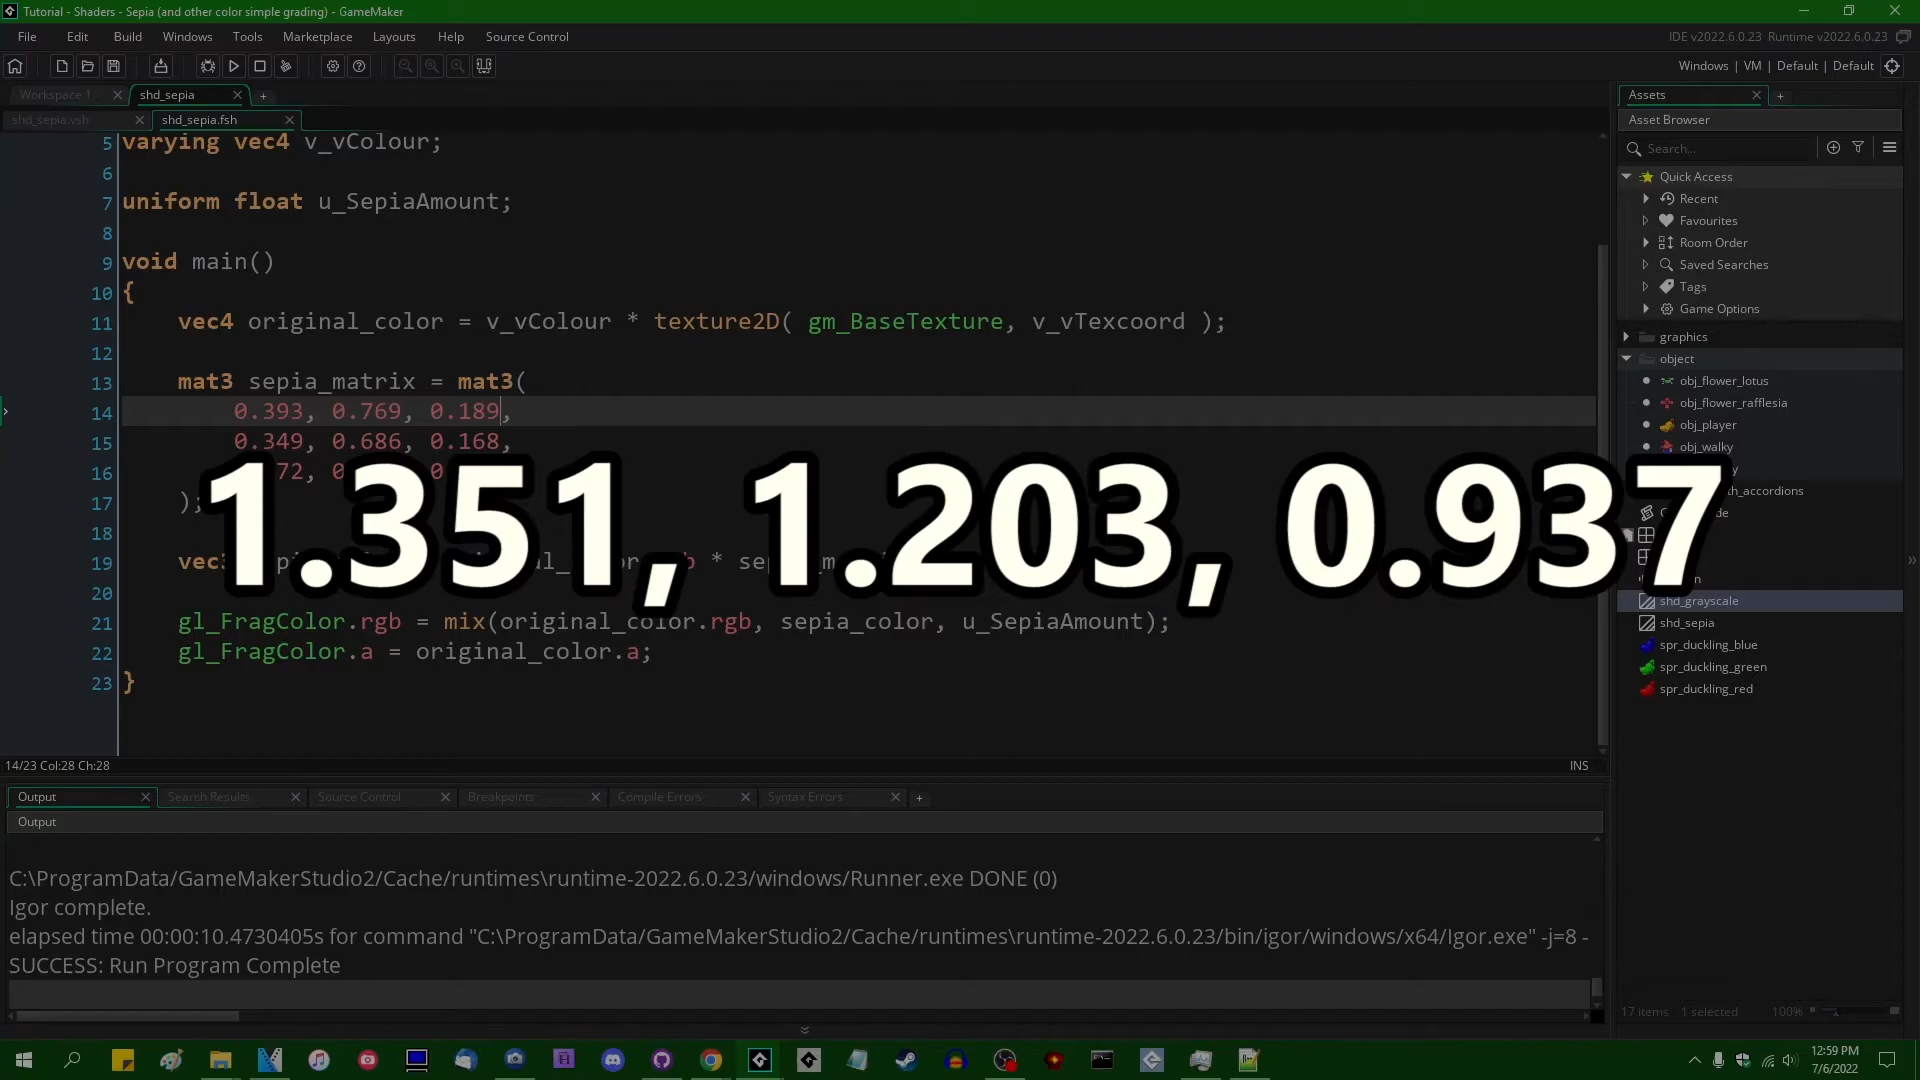 Tutorial - Shaders - Sepia (and other color simple grading) - GameMaker
File Edit Build Windows Tools Marketplace Layouts Help Source Control
IDE v2022.6.0.23 Runtime v2022.6.0.23
Windows | VM | Default | Default
Workspace 1
shd_sepia
shd_sepia.vsh
shd_sepia.fsh
5 varying vec4 v_vColour;
6
7 uniform float u_SepiaAmount;
8
9 void main()
10 {
11 vec4 original_color = v_vColour * texture2D( gm_BaseTexture, v_vTexcoord );
12
13 mat3 sepia_matrix = mat3(
14 0.393, 0.769, 0.189,
15 0.349, 0.686, 0.168,
16
17 );
18
19 * 
20
21 gl_FragColor.rgb = mix(original_color.rgb, sepia_color, u_SepiaAmount);
22 gl_FragColor.a = original_color.a;
23 }
1.351, 1.203, 0.937
14/23 Col:28 Ch:28
INS
Output
Search Results
Source Control
Breakpoints
Compile Errors
Syntax Errors
Output
C:\ProgramData/GameMakerStudio2/Cache/runtimes\runtime-2022.6.0.23/windows/Runner.exe DONE (0)
Igor complete.
elapsed time 00:00:10.4730405s for command "C:\ProgramData/GameMakerStudio2/Cache/runtimes\runtime-2022.6.0.23/bin/igor/windows/x64/Igor.exe" -j=8 -
SUCCESS: Run Program Complete
Assets
Asset Browser
Search...
Quick Access
Recent
Favourites
Room Order
Saved Searches
Tags
Game Options
graphics
object
obj_flower_lotus
obj_flower_rafflesia
obj_player
obj_walky
shd_grayscale
shd_sepia
spr_duckling_blue
spr_duckling_green
spr_duckling_red
17 items 1 selected 100%
12:59 PM
7/6/2022